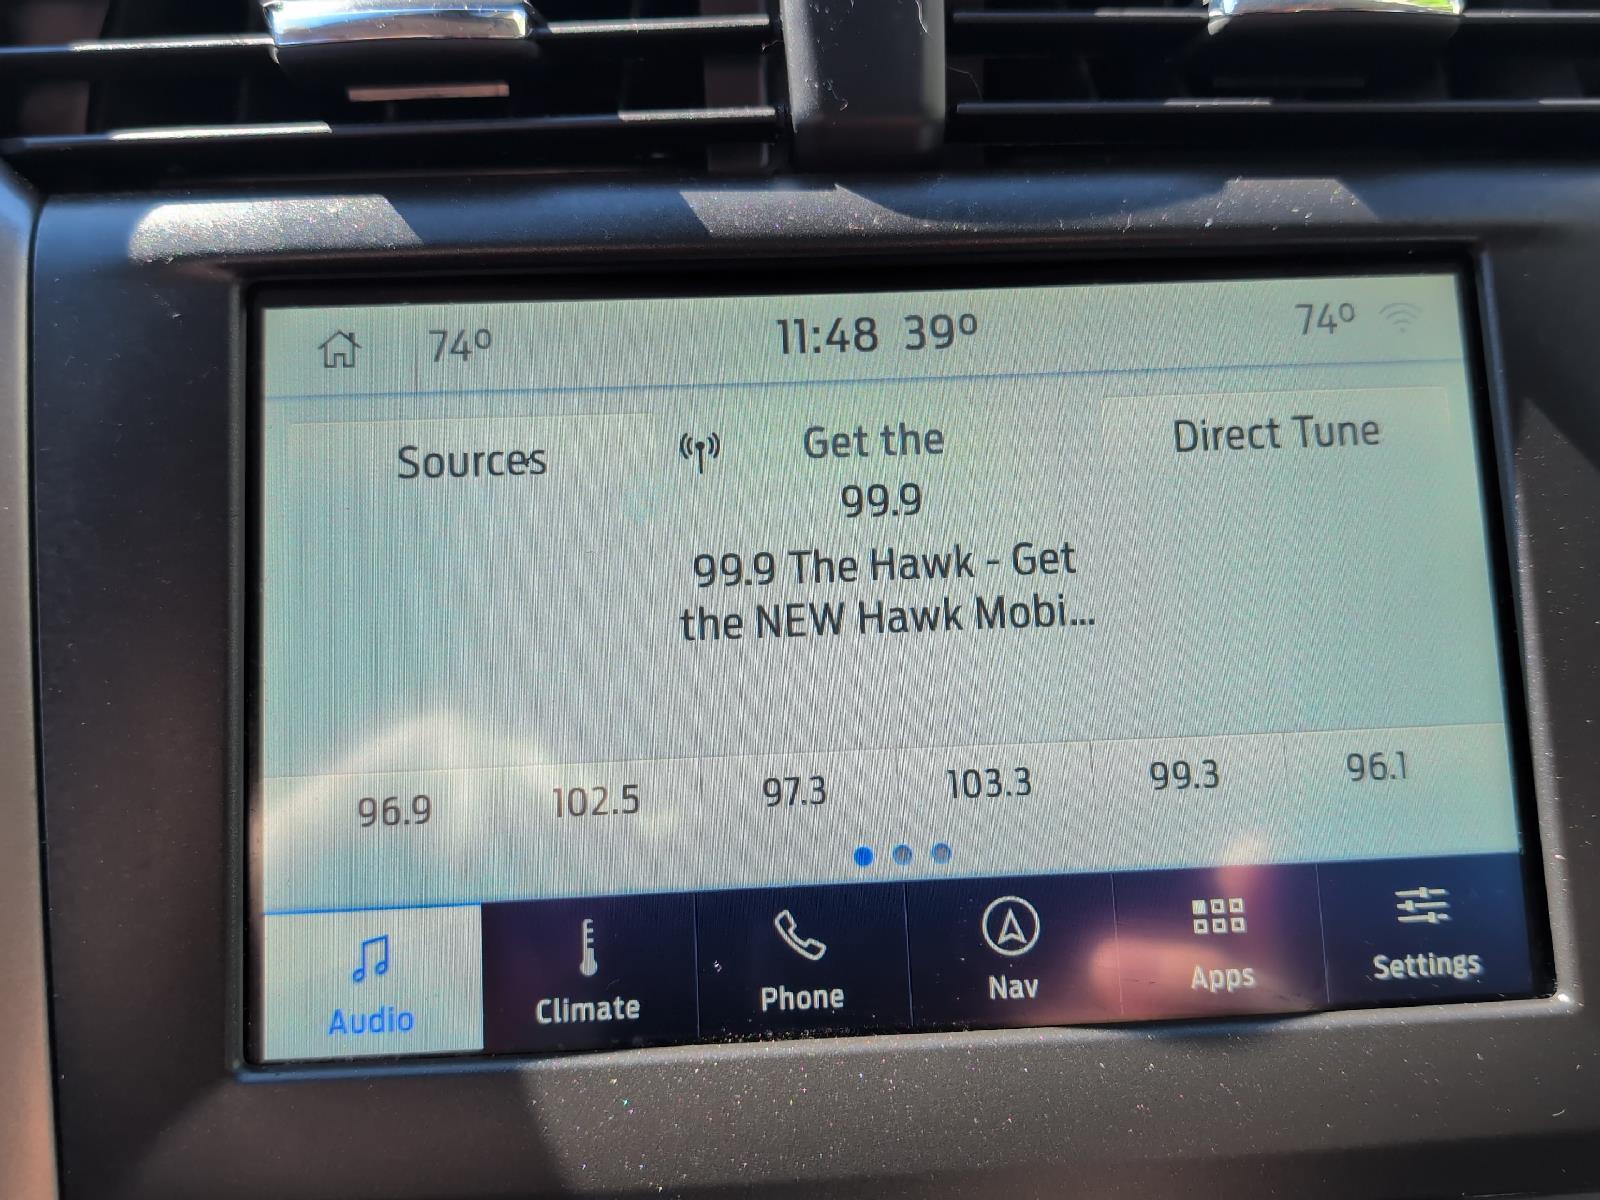 74° 11:48 39° 74°
Sources Get the Direct Tune
99.9
99.9 The Hawk - Get
the NEW Hawk Mobi...
96.9 102.5 97.3 103.3 99.3 96.1
Audio Climate Phone Nav Apps Settings